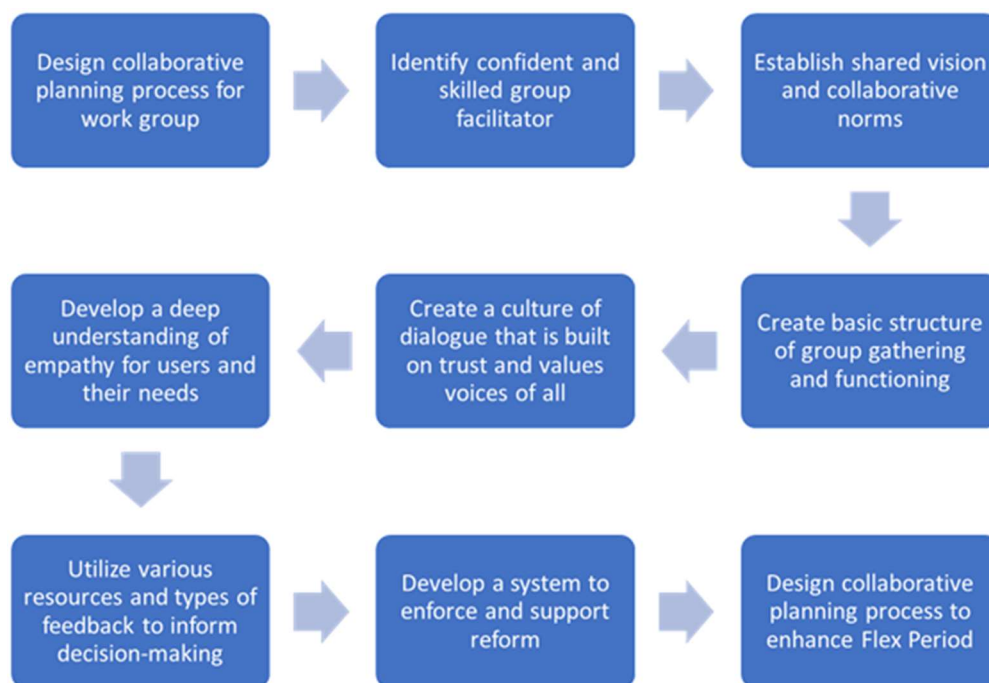 Design collaborative
planning process for
work group
Identify confident and
skilled group
facilitator
Establish shared vision
and collaborative
norms
Create basic structure
of group gathering
and functioning
Create a culture of
dialogue that is built
on trust and values
voices of all
Develop a deep
understanding of
empathy for users and
their needs
Utilize various
resources and types of
feedback to inform
decision-making
Develop a system to
enforce and support
reform
Design collaborative
planning process to
enhance Flex Period